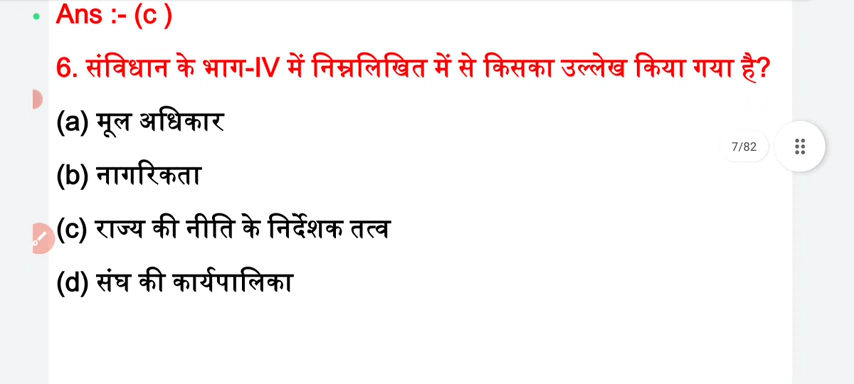 Ans :- (c )
6. संविधान के भाग-IV में निम्नलिखित में से किसका उल्लेख किया गया है?
(a) मूल अधिकार
7/82
(b) नागरिकता
(c) राज्य की नीति के निर्देशक तत्व
(d) संघ की कार्यपालिका